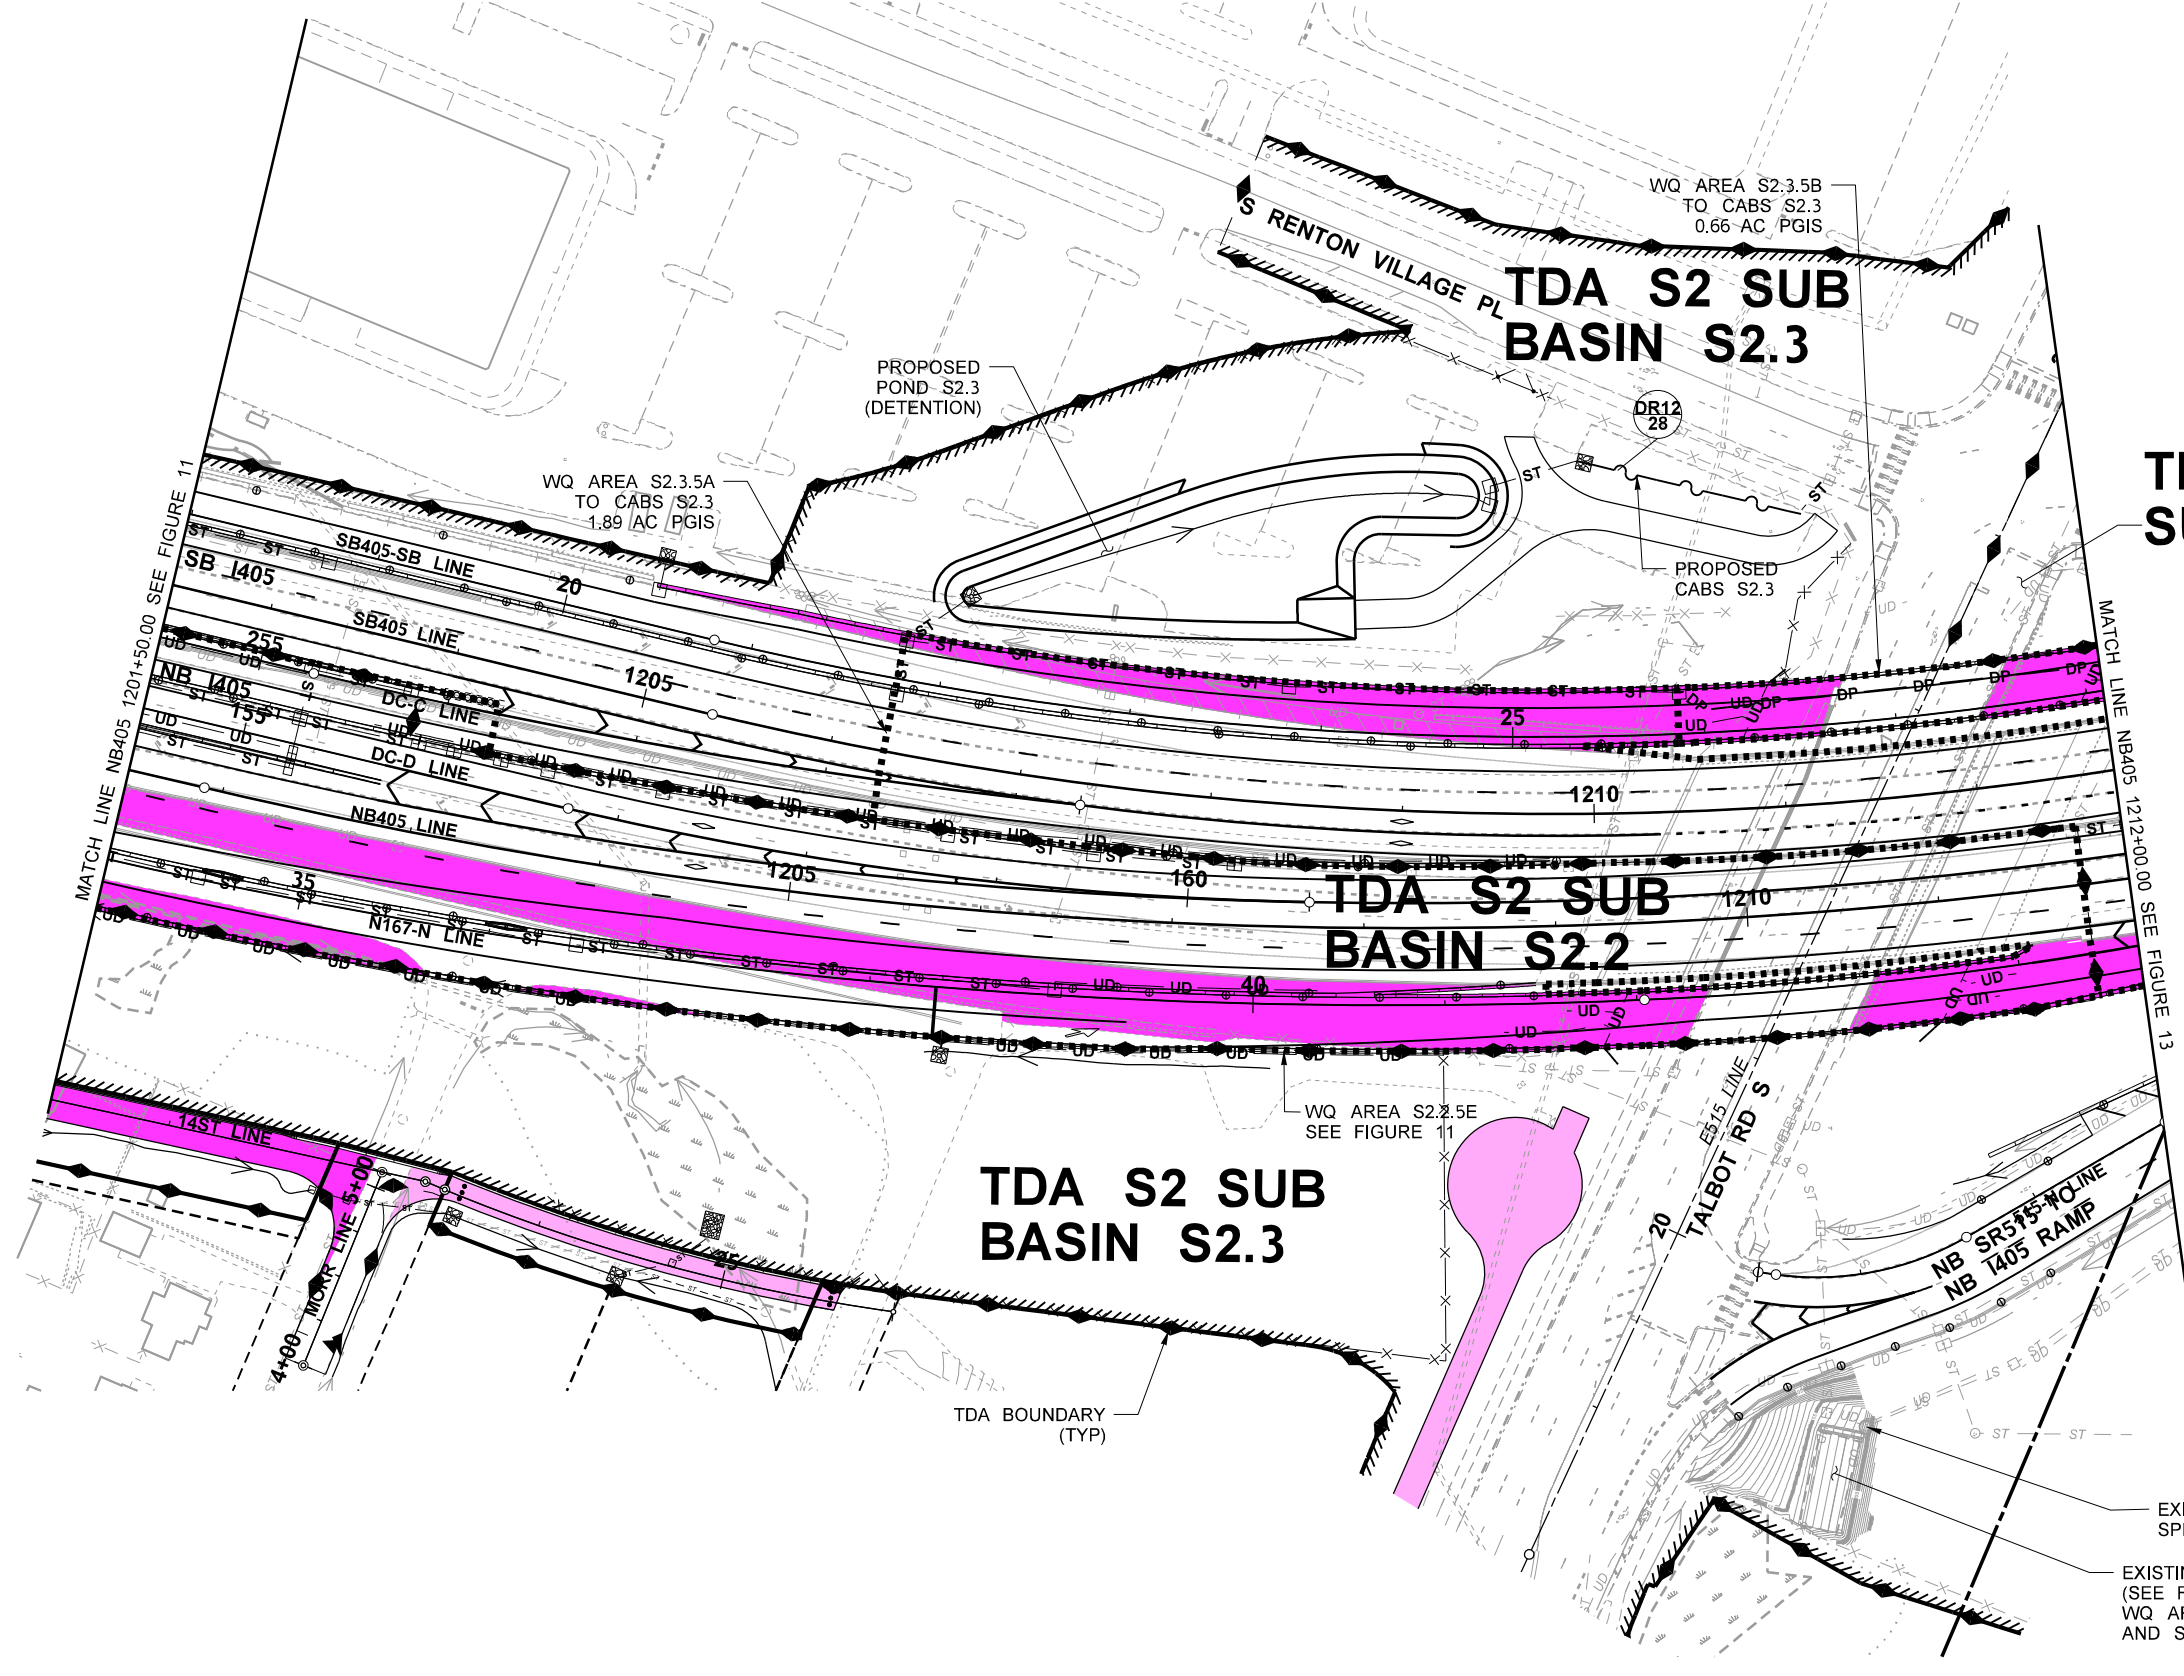 S RENTON VILLAGE PL
WQ AREA S2.3.5B
TO CABS S2.3
0.66 AC PGIS
TDA S2 SUB
BASIN S2.3
PROPOSED
POND S2.3
(DETENTION)
DR12
28
WQ AREA S2.3.5A
TO CABS S2.3
1.89 AC PGIS
PROPOSED
CABS S2.3
MATCH LINE NB405 1201+50.00 SEE FIGURE 11
MATCH LINE NB405 1212+00.00 SEE FIGURE 13
SB405-SB LINE
20
SB I405
SB405 LINE
255
1205
NB I405
DC-C LINE
155
DC-D LINE
NB405 LINE
1205
160
25
1210
1210
35
N167-N LINE
40
TDA S2 SUB
BASIN S2.2
ST
UD
DP
WQ AREA S2.2.5E
SEE FIGURE 11
14ST LINE
MORR LINE 5+00
4+00
25
TDA S2 SUB
BASIN S2.3
E515 LINE
TALBOT RD S
20
515-N LINE
NB SR515 TO
NB I405 RAMP
TDA BOUNDARY
(TYP)
AND S